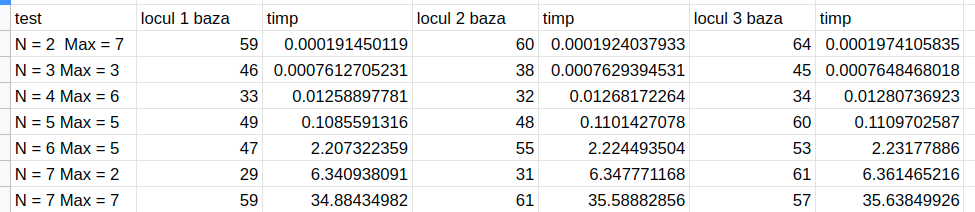 test locul 1 baza timp locul 2 baza timp locul 3 baza timp
N = 2  Max = 7 59 0.000191450119 60 0.0001924037933 64 0.0001974105835
N = 3 Max = 3 46 0.0007612705231 38 0.0007629394531 45 0.0007648468018
N = 4 Max = 6 33 0.01258897781 32 0.01268172264 34 0.01280736923
N = 5 Max = 5 49 0.1085591316 48 0.1101427078 60 0.1109702587
N = 6 Max = 5 47 2.207322359 55 2.224493504 53 2.23177886
N = 7 Max = 2 29 6.340938091 31 6.347771168 61 6.361465216
N = 7 Max = 7 59 34.88434982 61 35.58882856 57 35.63849926